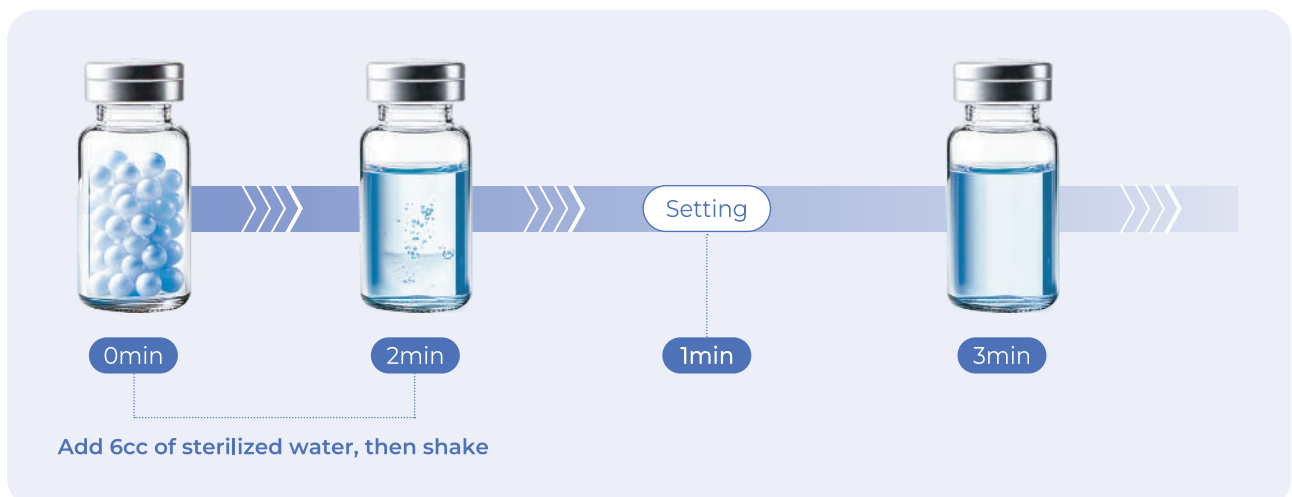 Setting
0min
2min
1min
3min
Add 6cc of sterilized water, then shake